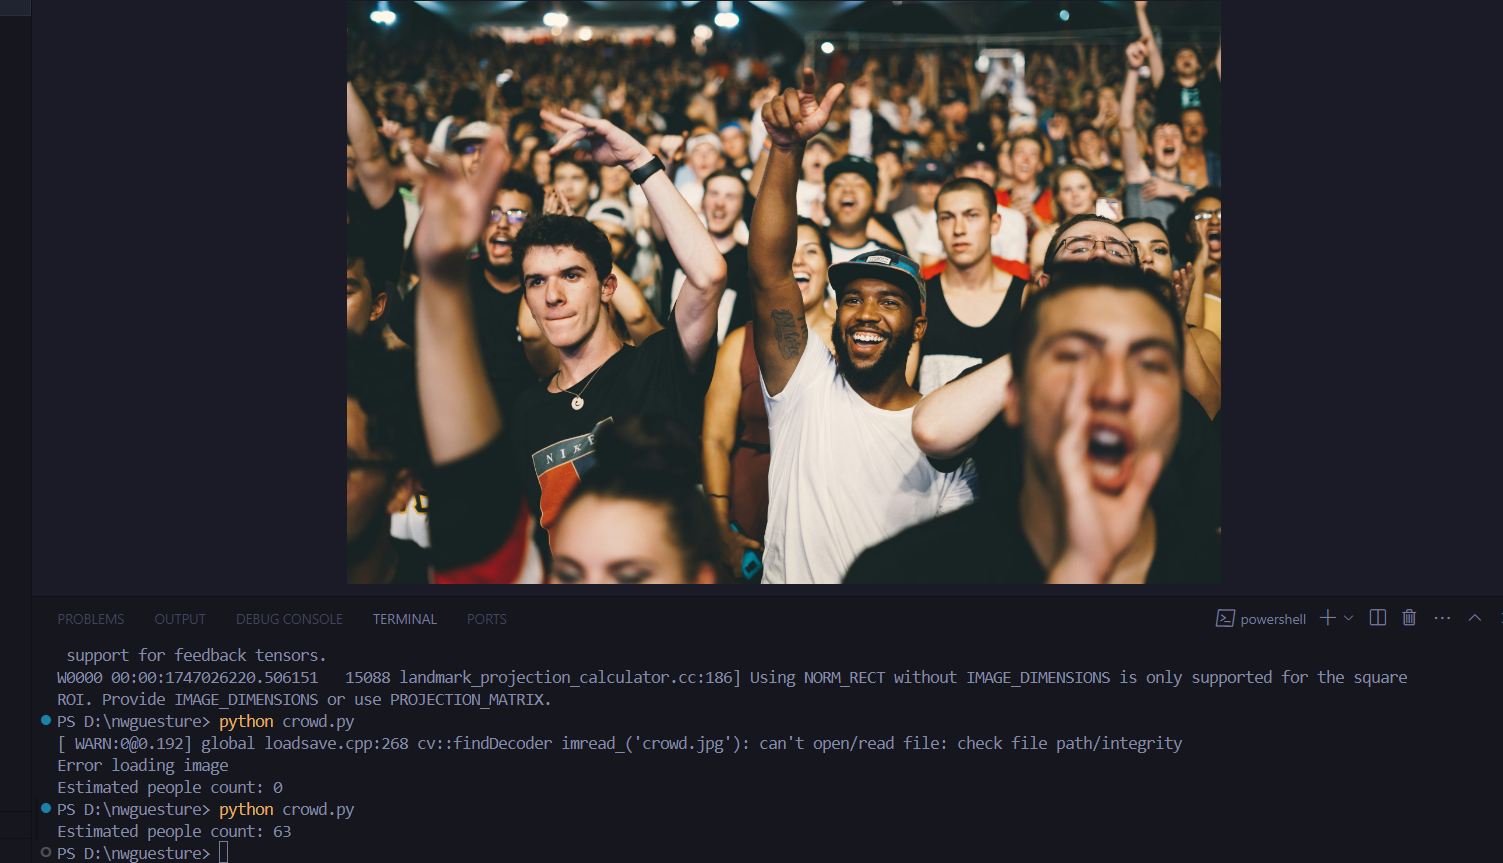 NIKE
PROBLEMS OUTPUT DEBUG CONSOLE TERMINAL PORTS powershell
support for feedback tensors.
W0000 00:00:1747026220.506151 15088 landmark_projection_calculator.cc:186] Using NORM_RECT without IMAGE_DIMENSIONS is only supported for the square
ROI. Provide IMAGE_DIMENSIONS or use PROJECTION_MATRIX.
PS D:\nwguesture> python crowd.py
[ WARN:0@0.192] global loadsave.cpp:268 cv::findDecoder imread_('crowd.jpg'): can't open/read file: check file path/integrity
Error loading image
Estimated people count: 0
PS D:\nwguesture> python crowd.py
Estimated people count: 63
PS D:\nwguesture>